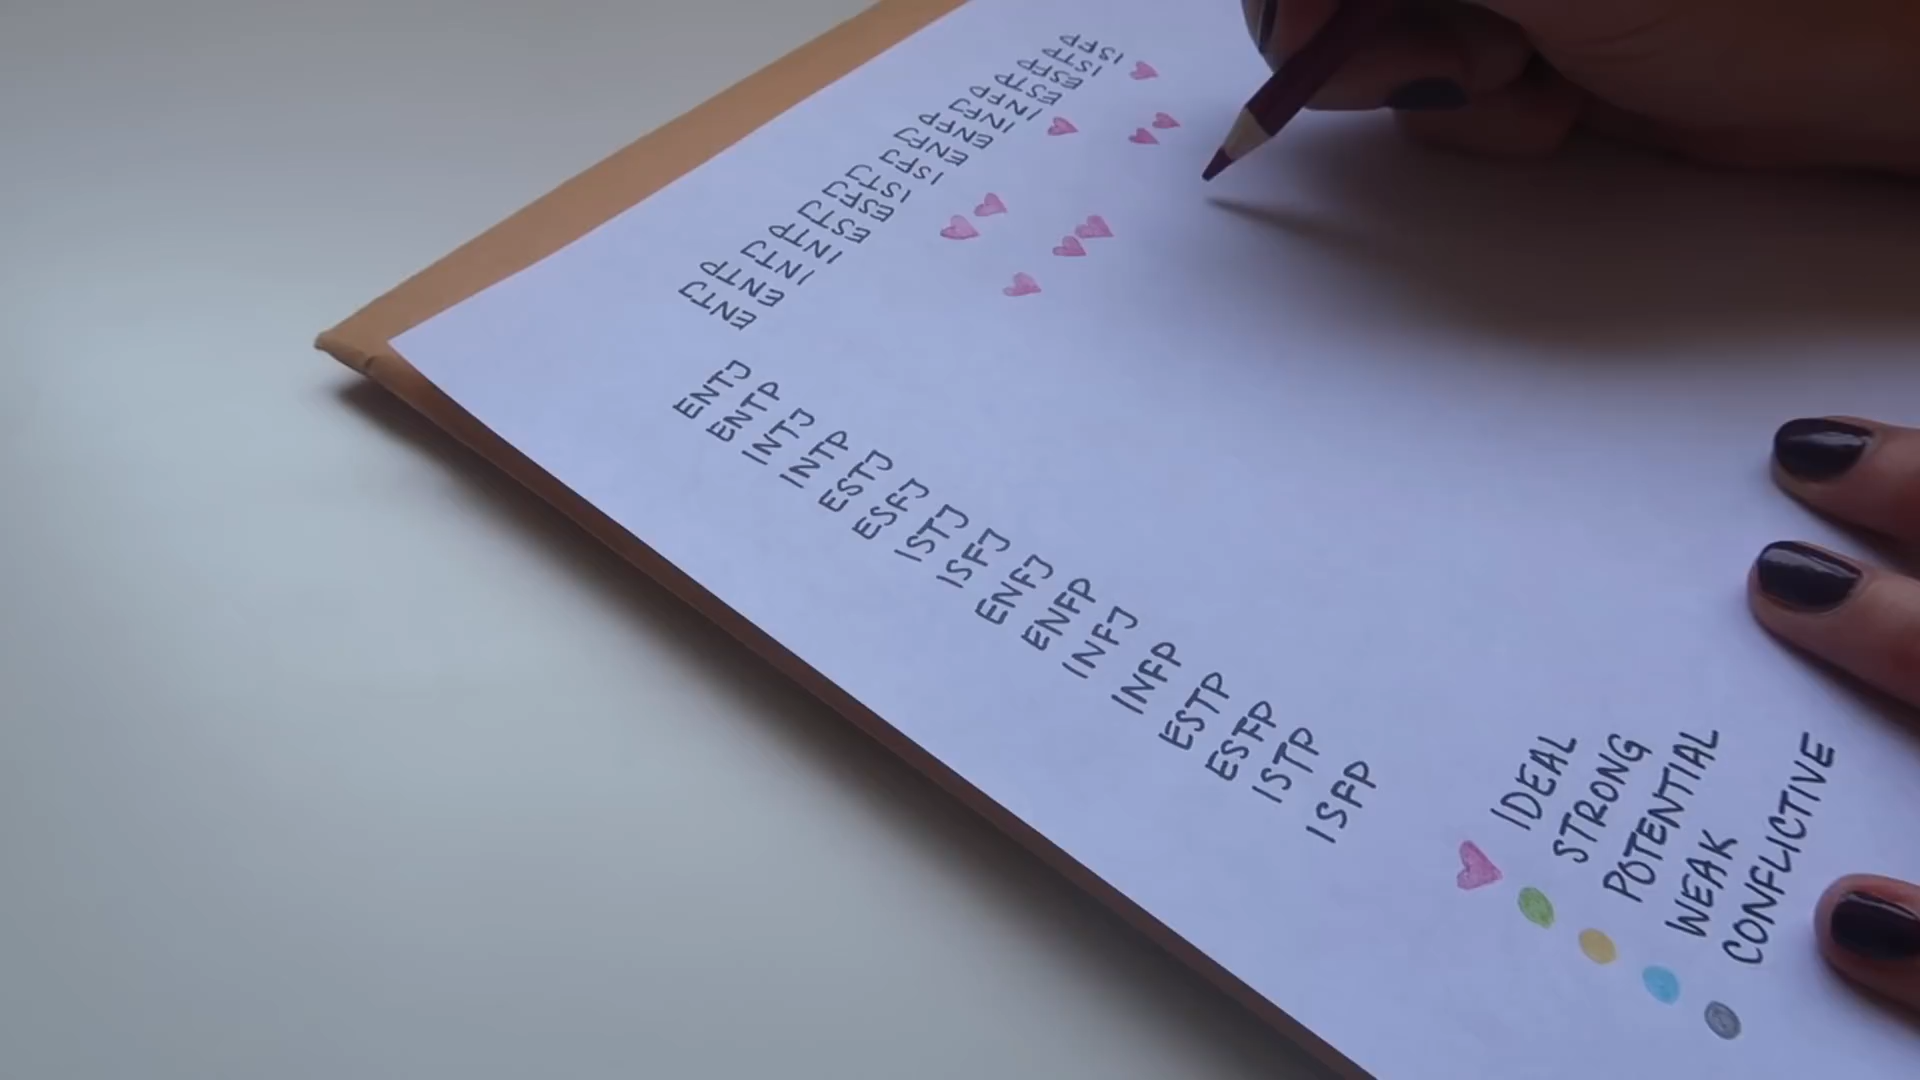 ISFP
ISTP
ESFP
ESTP
INFP
INFJ
ENFP
ENFJ
ISFJ
ISTJ
ESFJ
ESTJ
INTP
INTJ
ENTP
ENTJ
ENTJ
ENTP
INTJ
INTP
ESTJ
ESFJ
ISTJ
ISFJ
ENFJ
ENFP
INFJ
INFP
ESTP
ESFP
ISTP
ISFP
IDEAL
STRONG
POTENTIAL
WEAK
CONFLICTIVE